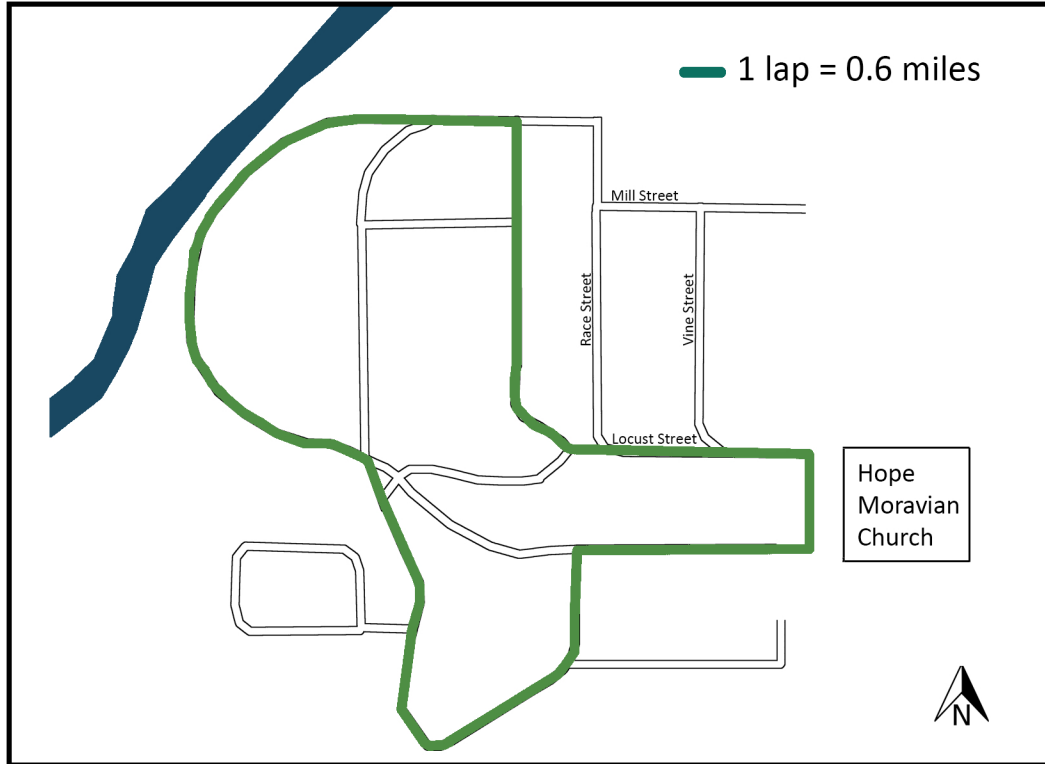 1 lap = 0.6 miles
Mill Street
Race Street
Vine Street
Locust Street
Hope
Moravian
Church
N